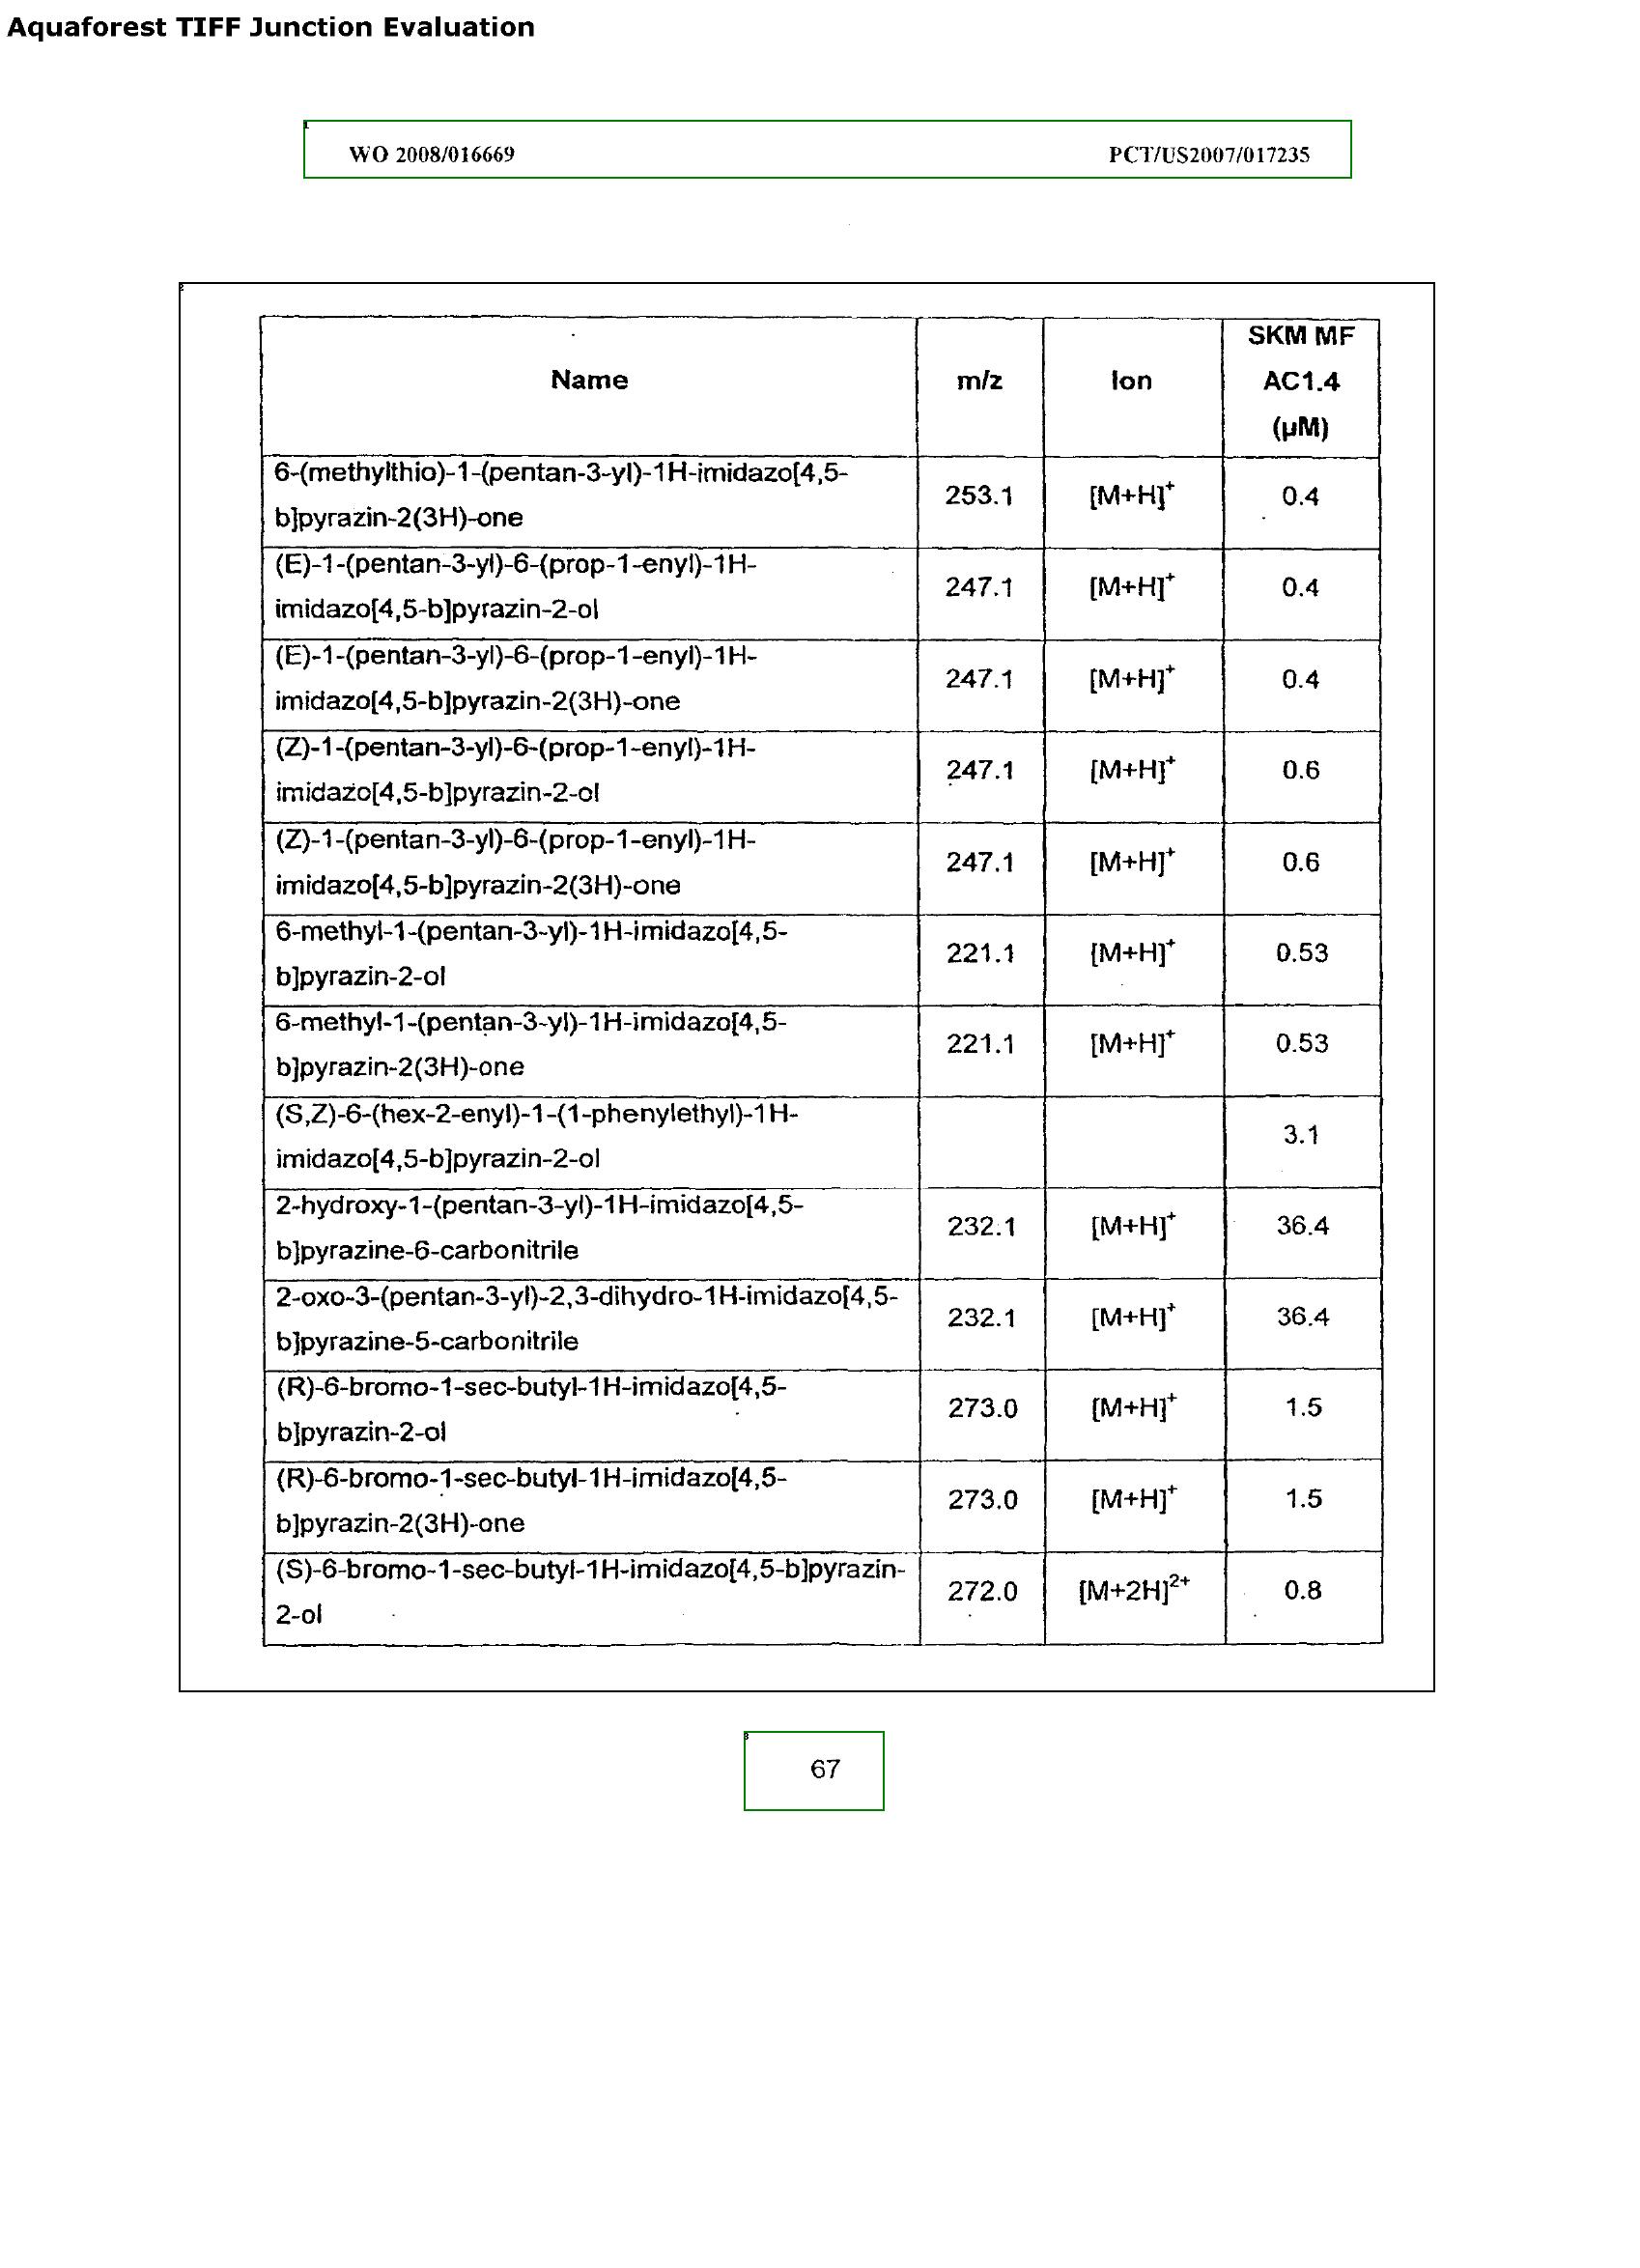 Aquaforest TIFF Junction Evaluation
1
WO 2008/016669 PCT/US2007/017235
2
Name m/z Ion SKM MF
AC1.4
(µM)
6-(methylthio)-1-(pentan-3-yl)-1H-imidazo[4,5-
b]pyrazin-2(3H)-one 253.1 [M+H]⁺ 0.4
(E)-1-(pentan-3-yl)-6-(prop-1-enyl)-1H-
imidazo[4,5-b]pyrazin-2-ol 247.1 [M+H]⁺ 0.4
(E)-1-(pentan-3-yl)-6-(prop-1-enyl)-1H-
imidazo[4,5-b]pyrazin-2(3H)-one 247.1 [M+H]⁺ 0.4
(Z)-1-(pentan-3-yl)-6-(prop-1-enyl)-1H-
imidazo[4,5-b]pyrazin-2-ol 247.1 [M+H]⁺ 0.6
(Z)-1-(pentan-3-yl)-6-(prop-1-enyl)-1H-
imidazo[4,5-b]pyrazin-2(3H)-one 247.1 [M+H]⁺ 0.6
6-methyl-1-(pentan-3-yl)-1H-imidazo[4,5-
b]pyrazin-2-ol 221.1 [M+H]⁺ 0.53
6-methyl-1-(pentan-3-yl)-1H-imidazo[4,5-
b]pyrazin-2(3H)-one 221.1 [M+H]⁺ 0.53
(S,Z)-6-(hex-2-enyl)-1-(1-phenylethyl)-1H-
imidazo[4,5-b]pyrazin-2-ol 3.1
2-hydroxy-1-(pentan-3-yl)-1H-imidazo[4,5-
b]pyrazine-6-carbonitrile 232.1 [M+H]⁺ 36.4
2-oxo-3-(pentan-3-yl)-2,3-dihydro-1H-imidazo[4,5-
b]pyrazine-5-carbonitrile 232.1 [M+H]⁺ 36.4
(R)-6-bromo-1-sec-butyl-1H-imidazo[4,5-
b]pyrazin-2-ol 273.0 [M+H]⁺ 1.5
(R)-6-bromo-1-sec-butyl-1H-imidazo[4,5-
b]pyrazin-2(3H)-one 273.0 [M+H]⁺ 1.5
(S)-6-bromo-1-sec-butyl-1H-imidazo[4,5-b]pyrazin-
2-ol 272.0 [M+2H]²⁺ 0.8
3
67